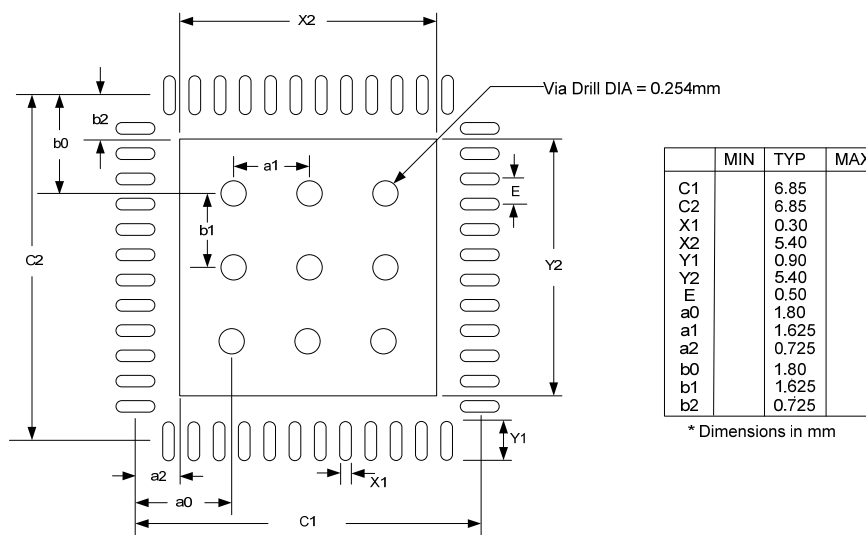 X2
Via Drill DIA = 0.254mm
b2
b0
a1
E
b1
C2
Y2
Y1
X1
a2
a0
C1
MIN TYP MAX
C1 6.85
C2 6.85
X1 0.30
X2 5.40
Y1 0.90
Y2 5.40
E 0.50
a0 1.80
a1 1.625
a2 0.725
b0 1.80
b1 1.625
b2 0.725
* Dimensions in mm